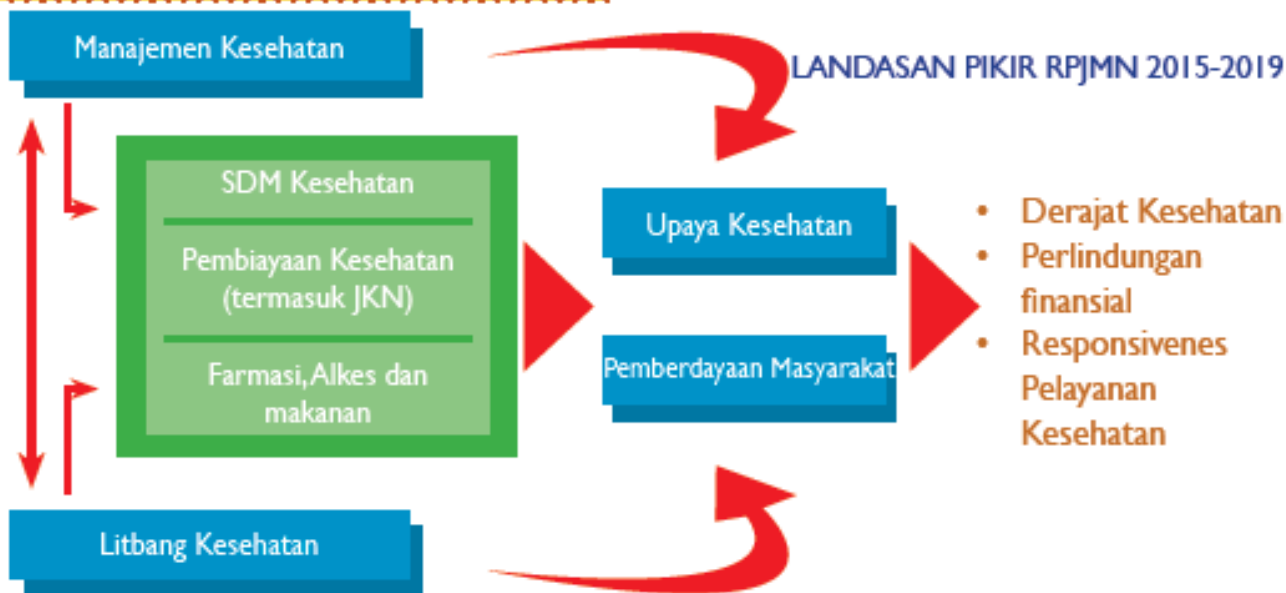 Manajemen Kesehatan
LANDASAN PIKIR RPJMN 2015-2019
SDM Kesehatan
Pembiayaan Kesehatan
(termasuk JKN)
Farmasi, Alkes dan
makanan
Upaya Kesehatan
Pemberdayaan Masyarakat
• Derajat Kesehatan
• Perlindungan
finansial
• Responsivenes
Pelayanan
Kesehatan
Litbang Kesehatan